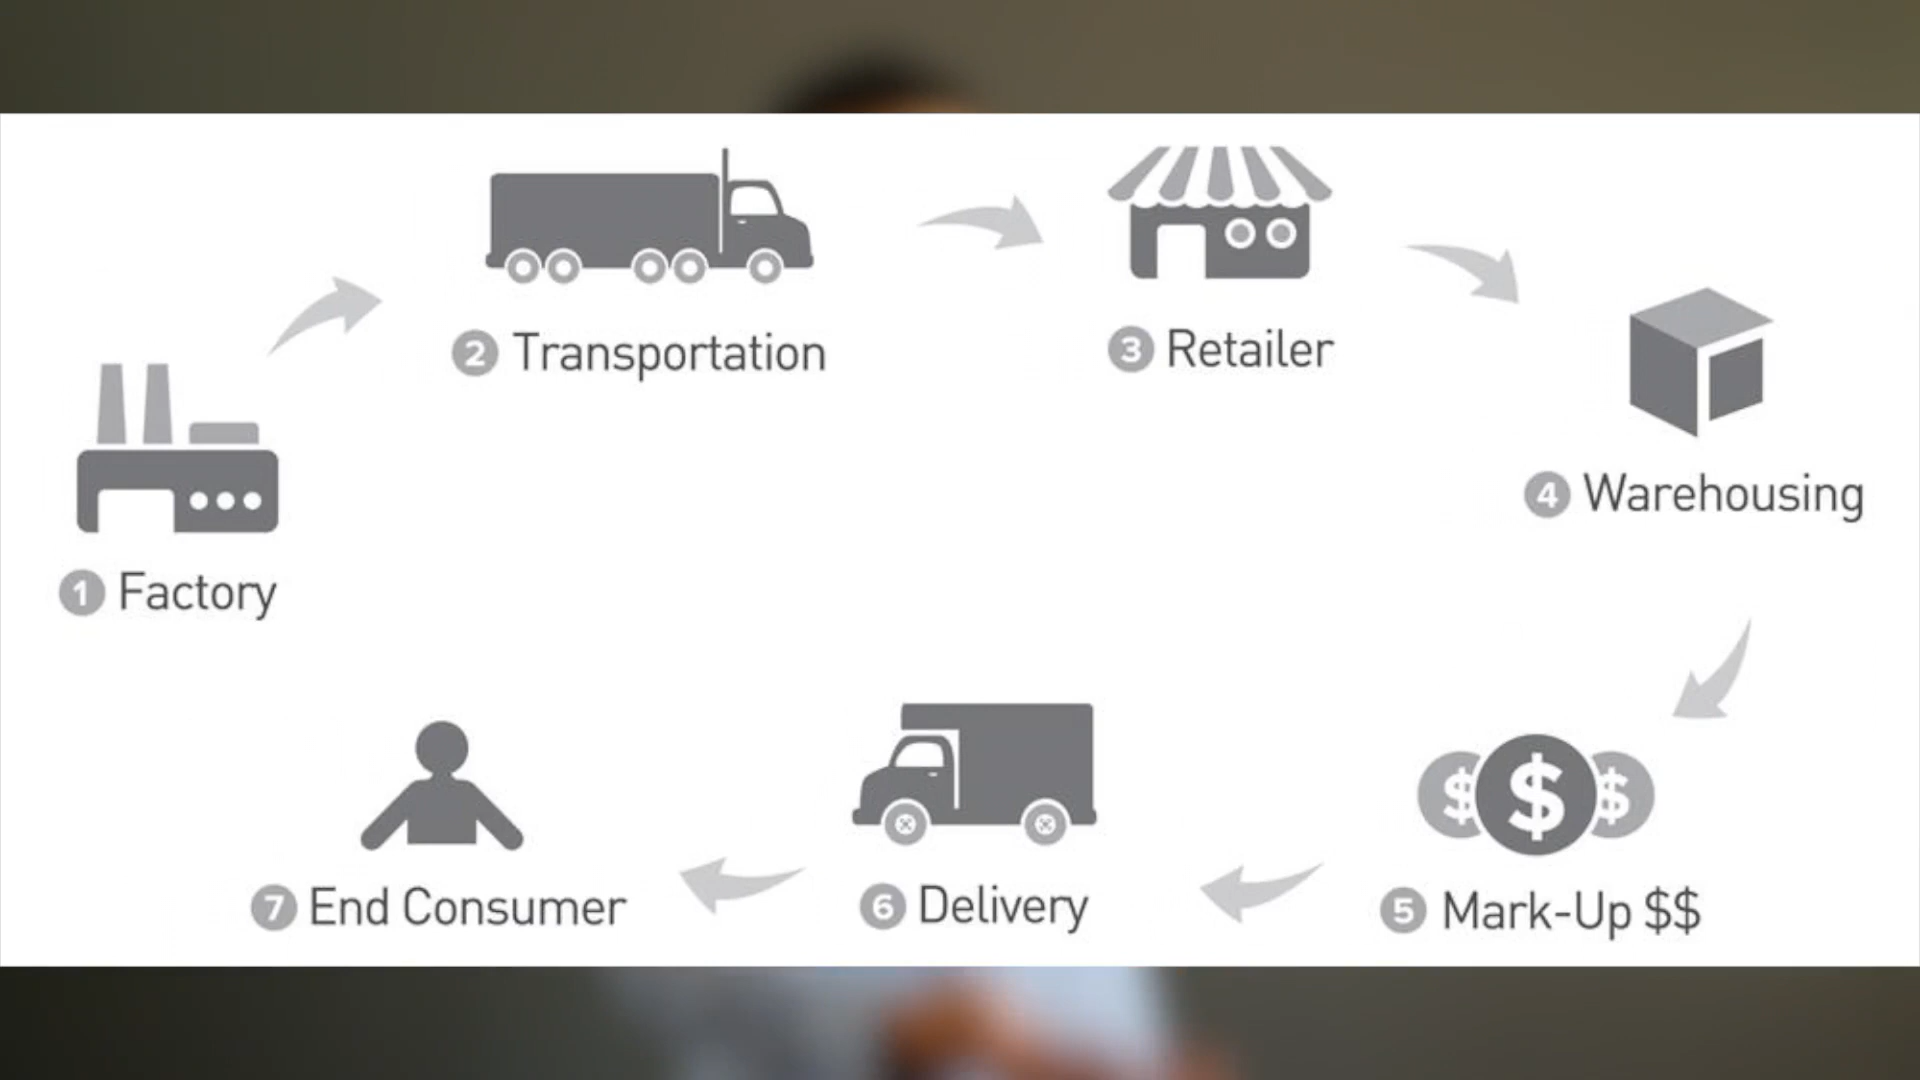 1 Factory
2 Transportation
3 Retailer
4 Warehousing
5 Mark-Up $$
6 Delivery
7 End Consumer
$ $ $